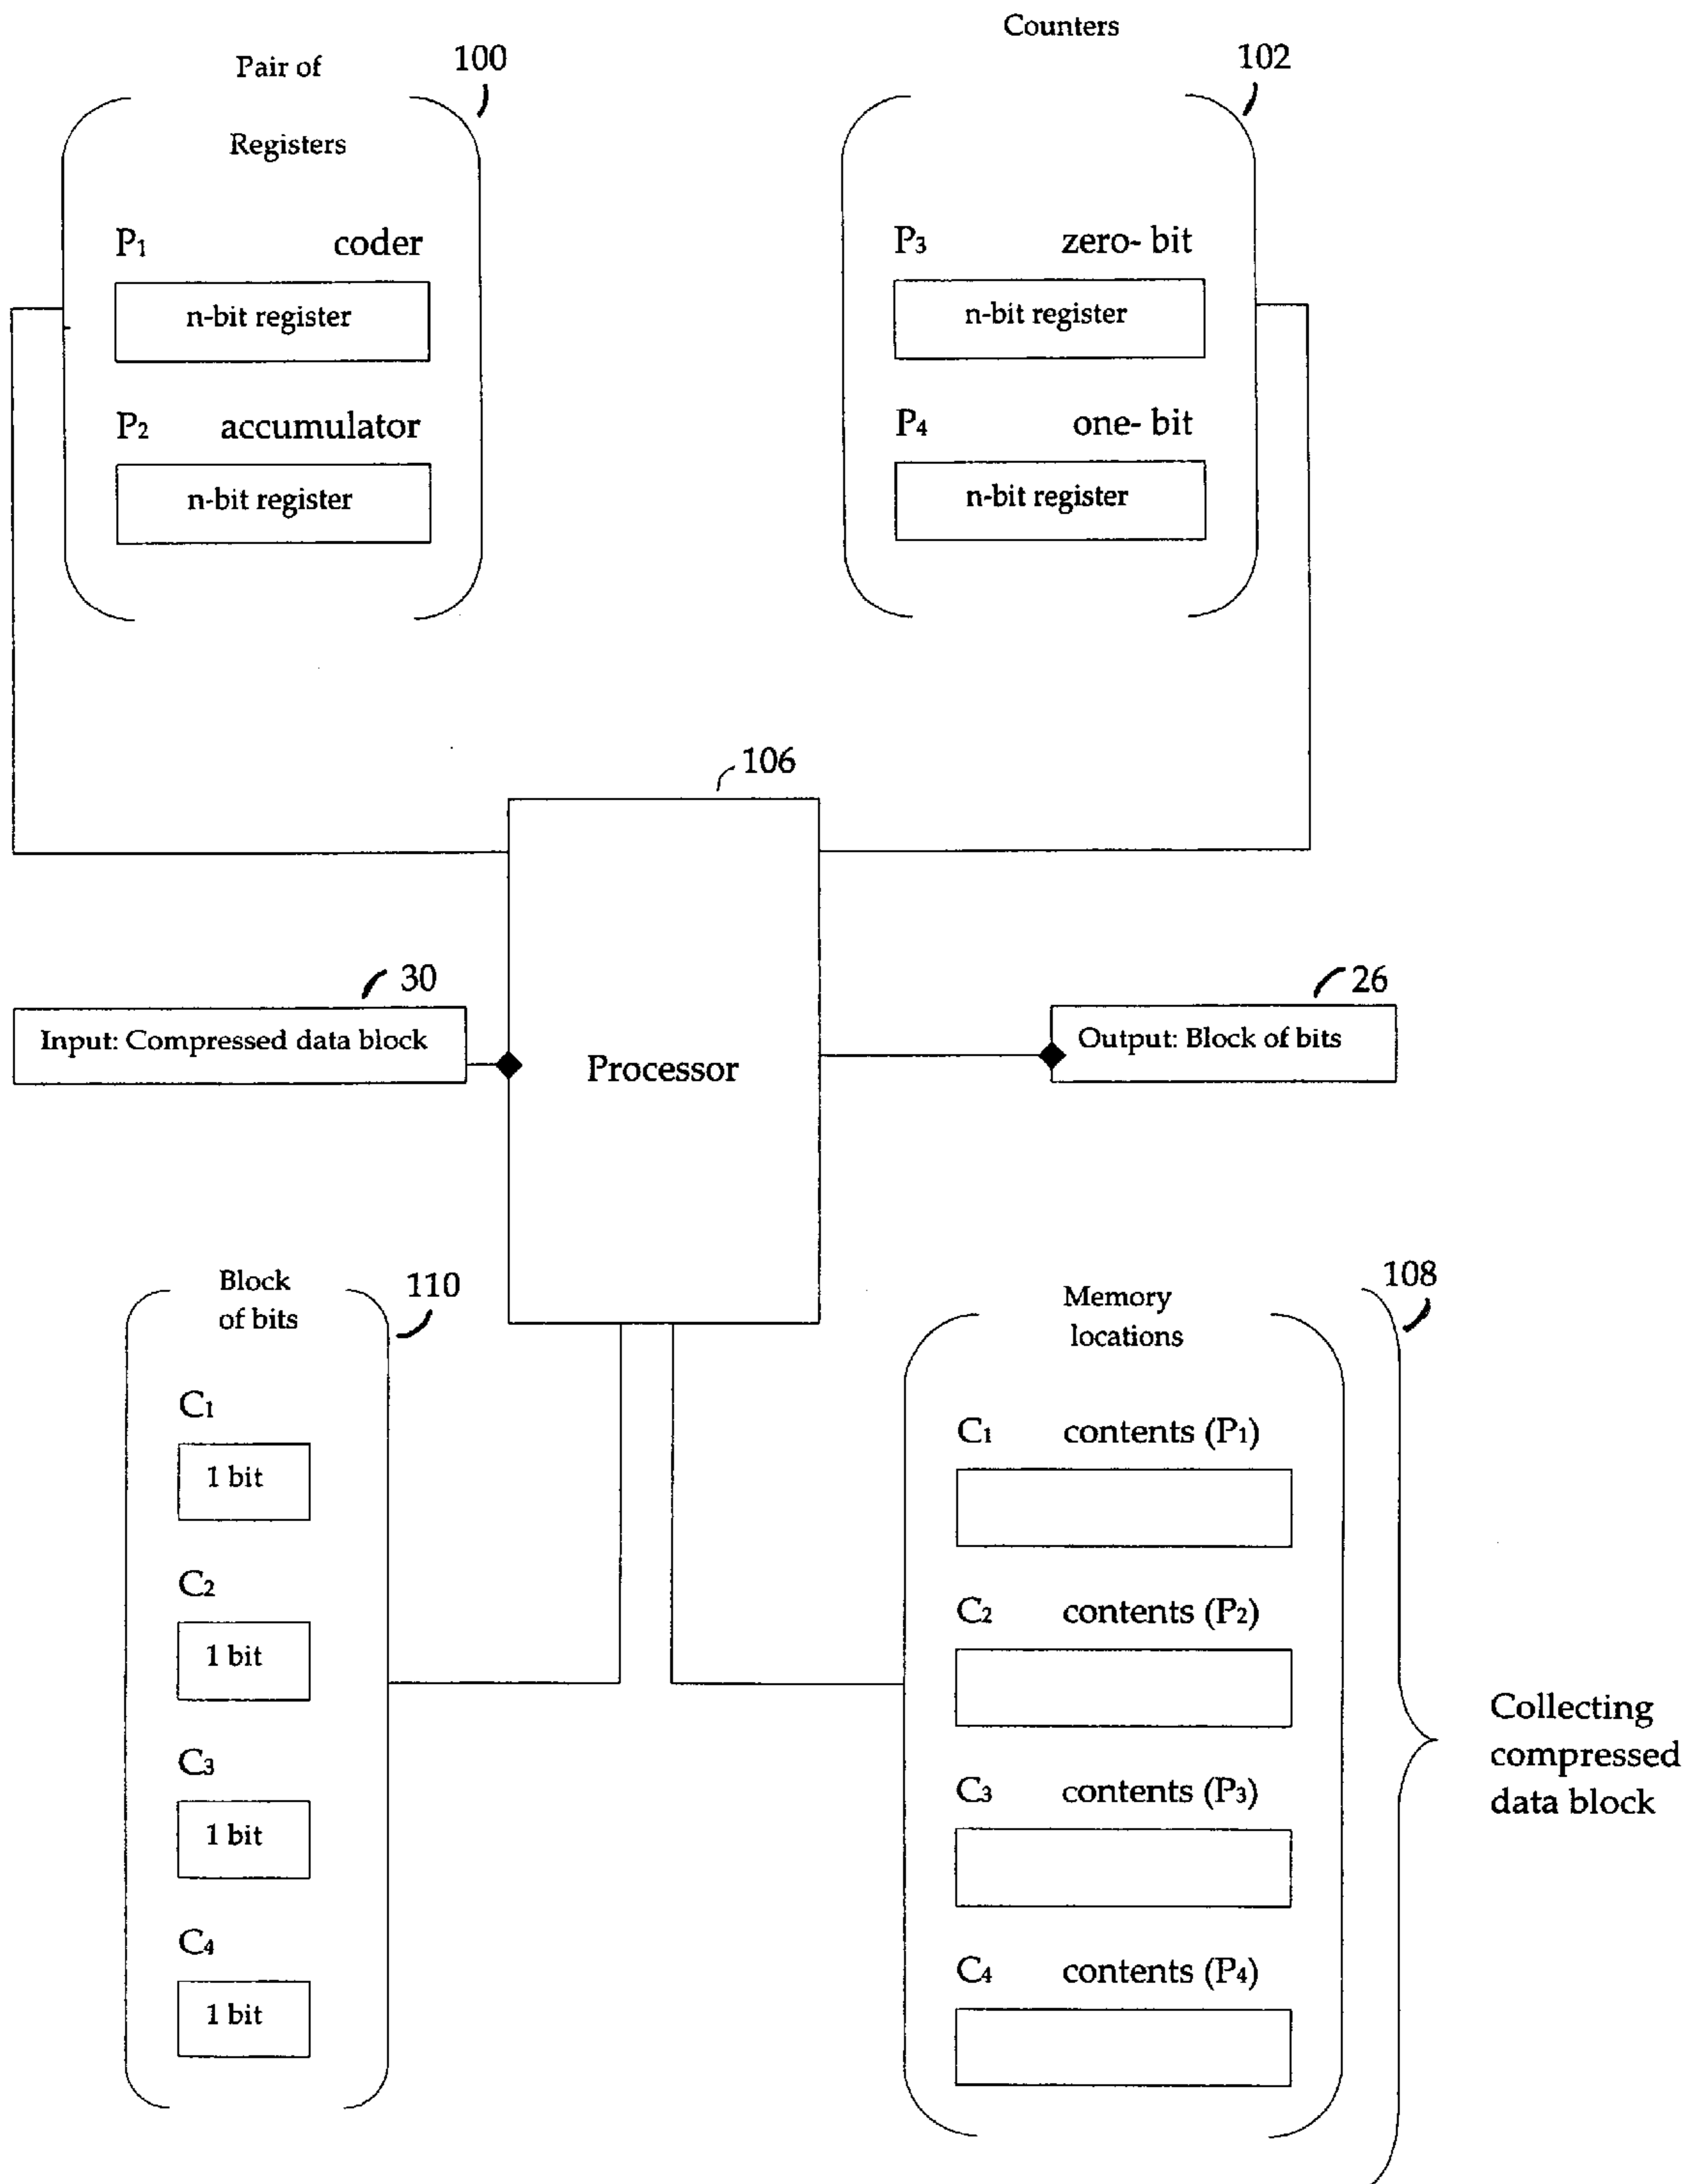 Counters
Pair of
100
102
Registers
P1 coder
n-bit register
P2 accumulator
n-bit register
P3 zero- bit
n-bit register
P4 one- bit
n-bit register
106
30
26
Input: Compressed data block
Processor
Output: Block of bits
Block
of bits
110
C1
1 bit
C2
1 bit
C3
1 bit
C4
1 bit
Memory
locations
108
C1 contents (P1)
C2 contents (P2)
C3 contents (P3)
C4 contents (P4)
Collecting
compressed
data block